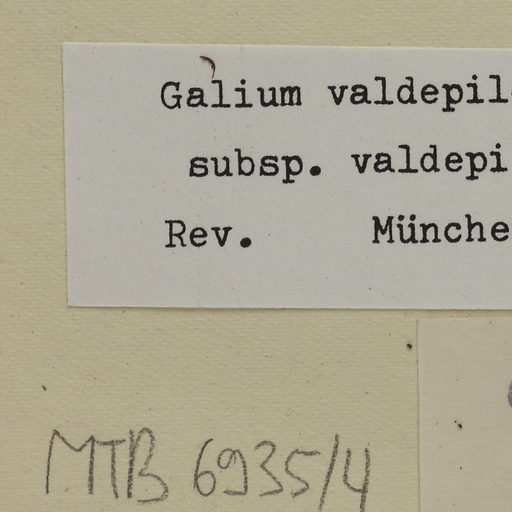 Galium valdepil
subsp. valdepi
Rev. Münche
MTB 6935/4